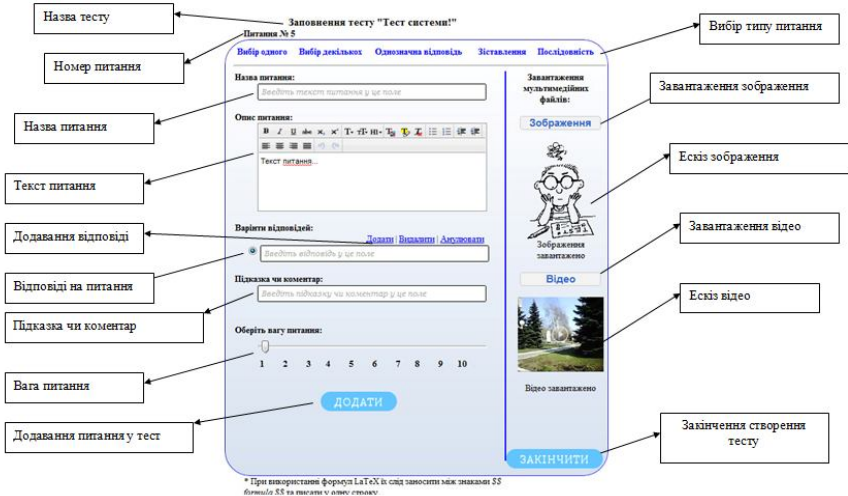 Назва тесту
Заповнення тесту "Тест системи!"
Питання № 5
Вибір типу питання
Номер питання
Вибір одного Вибір декількох Однозначна відповідь Зіставлення Послідовність
Назва питання:
Введіть текст питання у це поле
Завантаження
мультимедійних
файлів:
Завантаження зображення
Назва питання
Опис питання:
Зображення
Текст питання...
Текст питання
Ескіз зображення
Додавання відповіді
Варінти відповідей:
Додати | Видалити | Анулювати
Введіть відповідь у це поле
Зображення
завантажено
Завантаження відео
Відповіді на питання
Підказка чи коментар:
Введіть підказку чи коментар у це поле
Відео
Ескіз відео
Підказка чи коментар
Оберіть вагу питання:
1 2 3 4 5 6 7 8 9 10
Вага питання
Відео завантажено
ДОДАТИ
Додавання питання у тест
Закінчення створення
тесту
ЗАКІНЧИТИ
* При використанні формул LaTeX їх слід заносити між знаками $$
formula $$ та писати у одну строку.